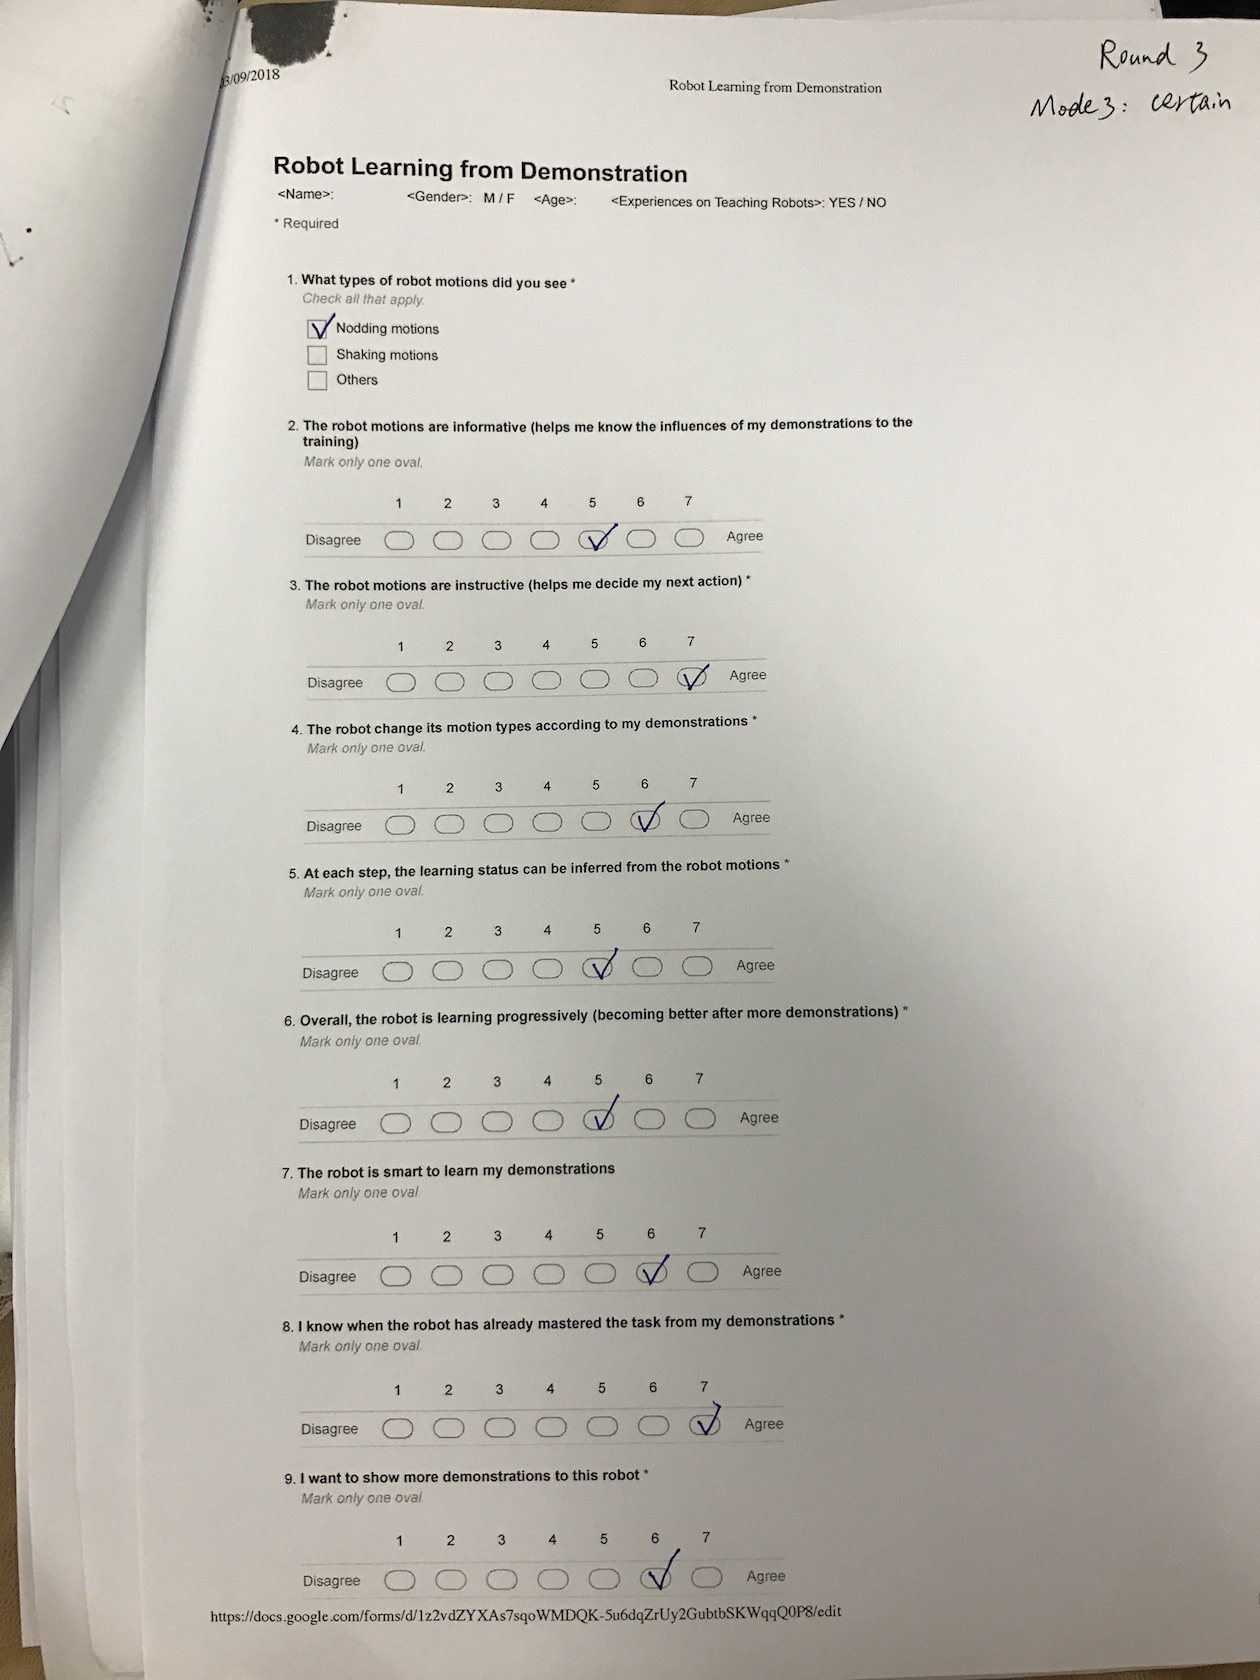 Round 3
Mode3: certain
3/09/2018
Robot Learning from Demonstration
Robot Learning from Demonstration
<Name>: <Gender>: M / F <Age>: <Experiences on Teaching Robots>: YES / NO
* Required
1. What types of robot motions did you see *
Check all that apply.
Nodding motions
Shaking motions
Others
2. The robot motions are informative (helps me know the influences of my demonstrations to the
training)
Mark only one oval.
1 2 3 4 5 6 7
Disagree Agree
3. The robot motions are instructive (helps me decide my next action) *
Mark only one oval.
1 2 3 4 5 6 7
Disagree Agree
4. The robot change its motion types according to my demonstrations *
Mark only one oval.
1 2 3 4 5 6 7
Disagree Agree
5. At each step, the learning status can be inferred from the robot motions *
Mark only one oval.
1 2 3 4 5 6 7
Disagree Agree
6. Overall, the robot is learning progressively (becoming better after more demonstrations) *
Mark only one oval.
1 2 3 4 5 6 7
Disagree Agree
7. The robot is smart to learn my demonstrations
Mark only one oval
1 2 3 4 5 6 7
Disagree Agree
8. I know when the robot has already mastered the task from my demonstrations *
Mark only one oval
1 2 3 4 5 6 7
Disagree Agree
9. I want to show more demonstrations to this robot *
Mark only one oval
1 2 3 4 5 6 7
Disagree Agree
https://docs.google.com/forms/d/1z2vdZYXAs7sqoWMDQK-5u6dqZrUy2GubtbSKWqqQ0P8/edit